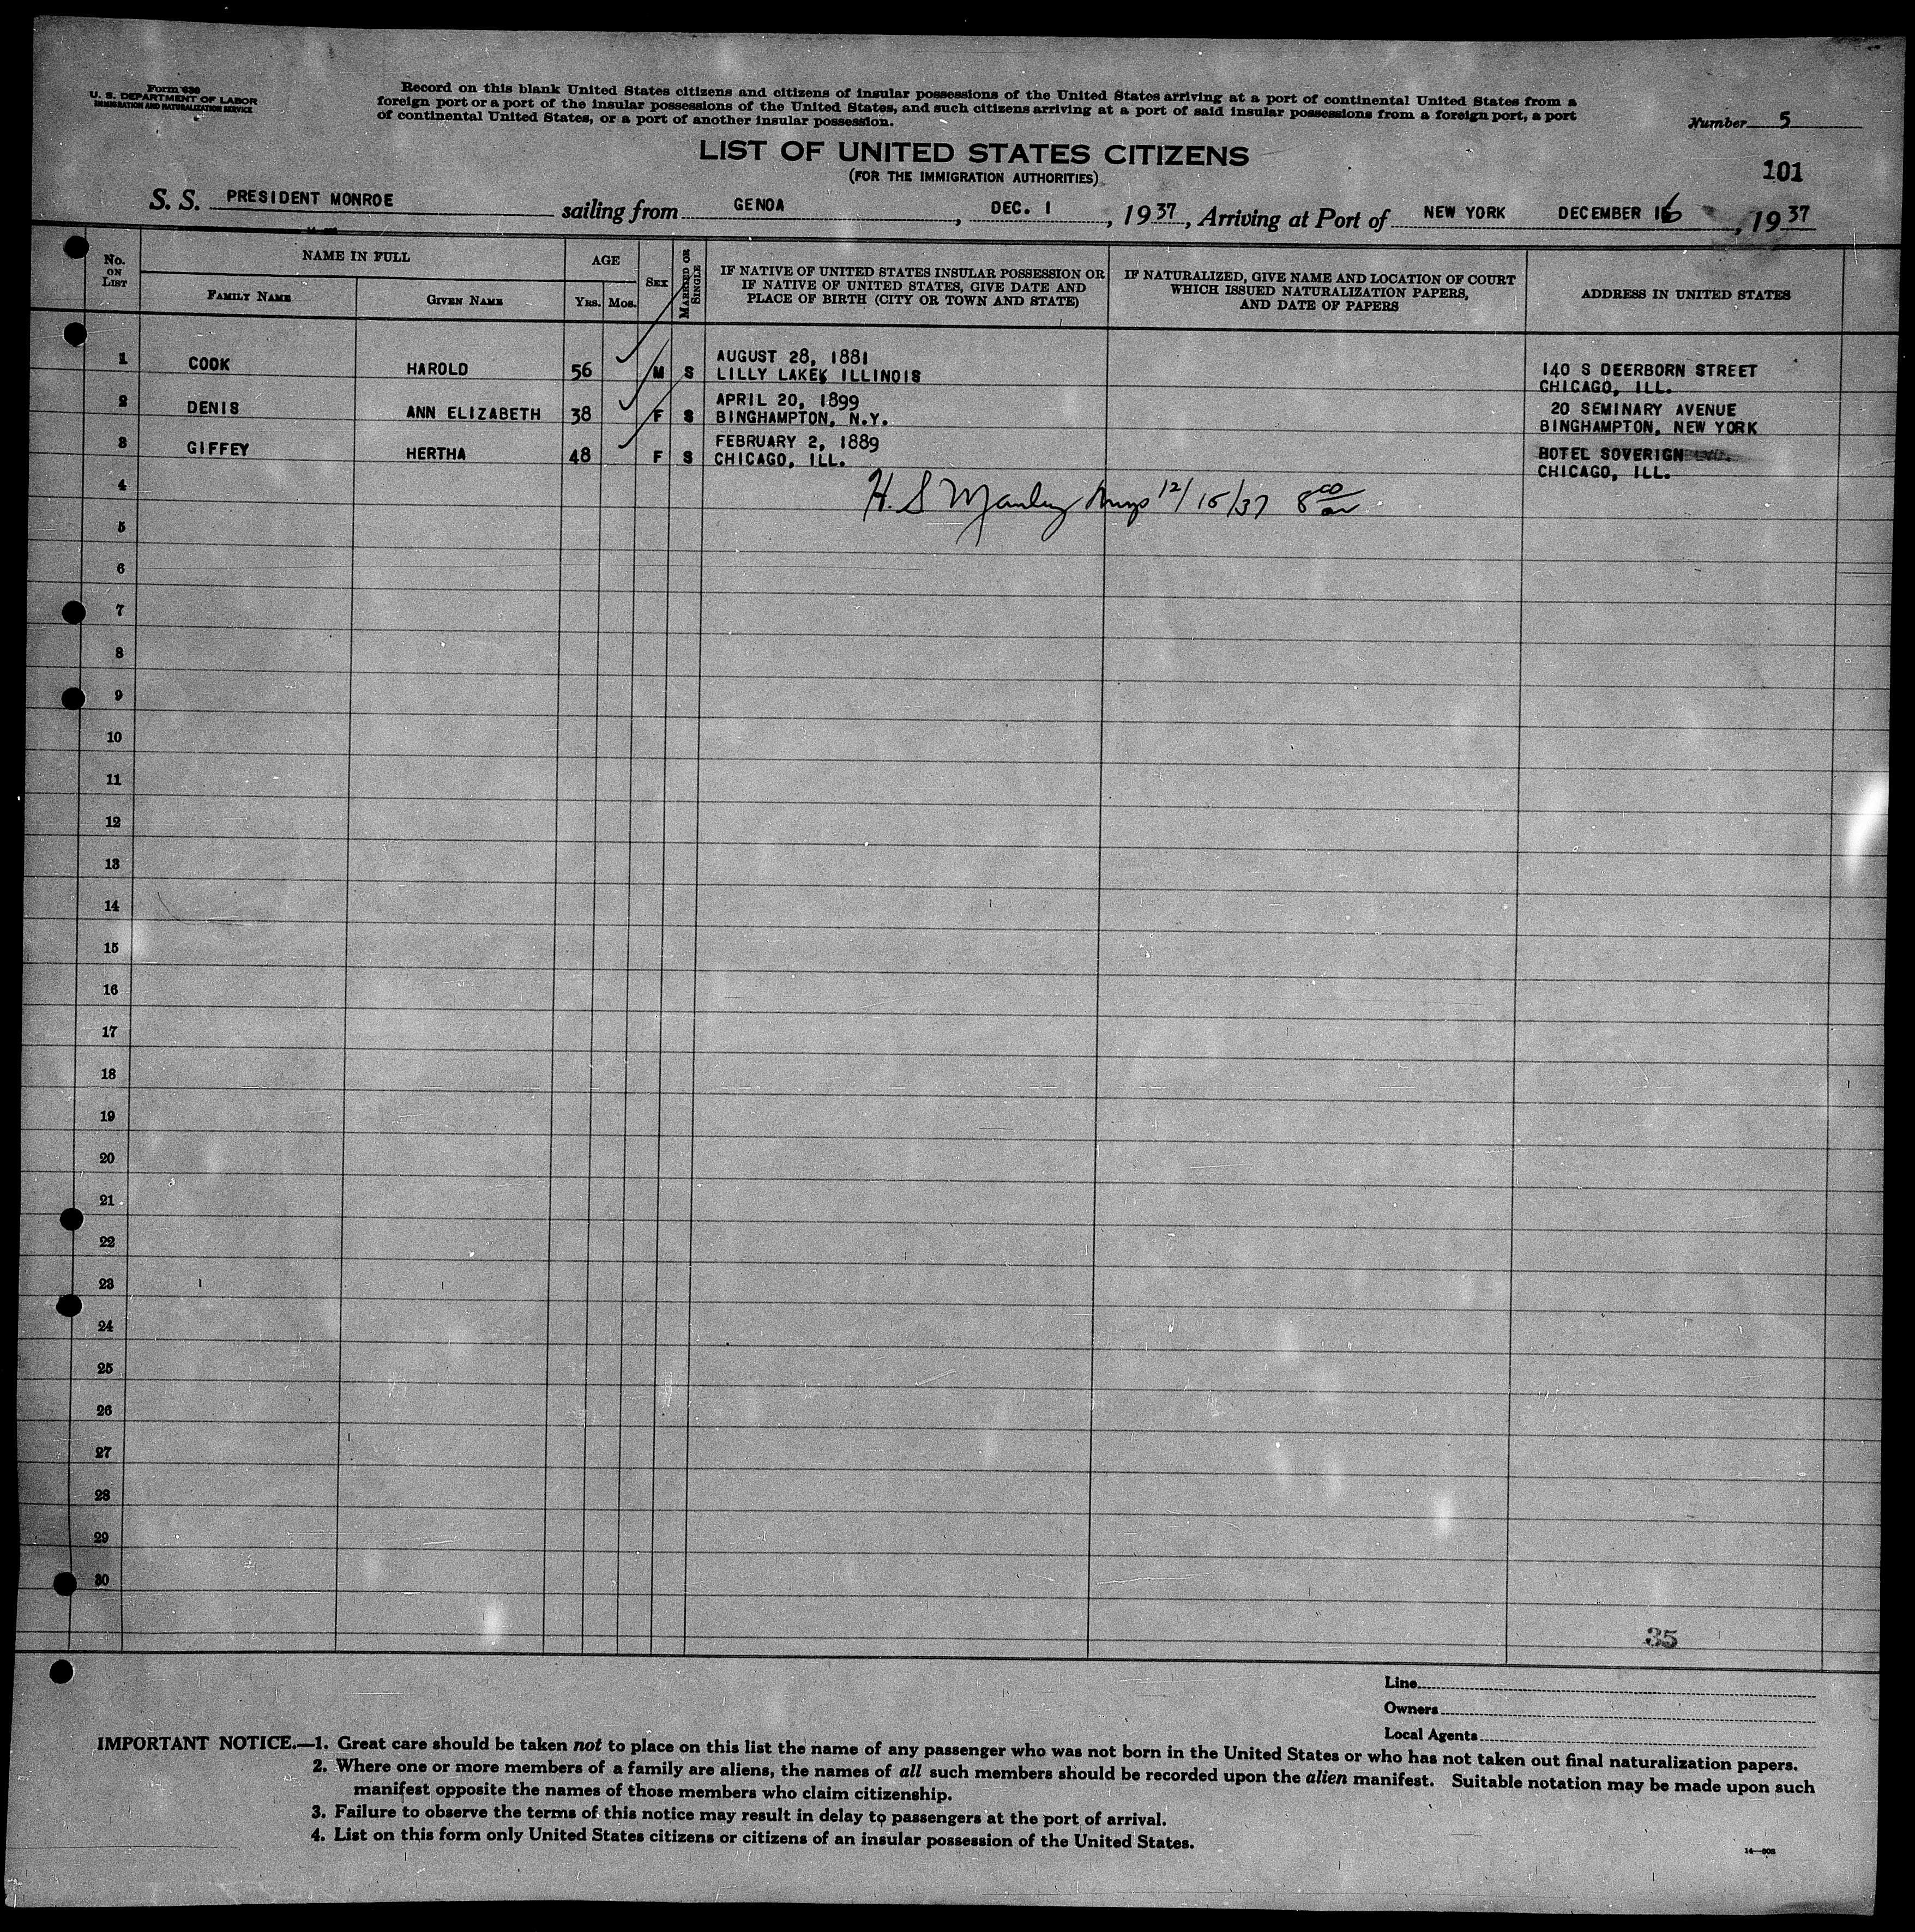 Form 630
U. S. DEPARTMENT OF LABOR
IMMIGRATION AND NATURALIZATION SERVICE
Record on this blank United States citizens and citizens of insular possessions of the United States arriving at a port of continental United States from a
foreign port or a port of the insular possessions of the United States, and such citizens arriving at a port of said insular possessions from a foreign port, a port
of continental United States, or a port of another insular possession.
Number 5
LIST OF UNITED STATES CITIZENS
(FOR THE IMMIGRATION AUTHORITIES)
101
S. S. PRESIDENT MONROE sailing from GENOA, DEC. 1, 1937, Arriving at Port of NEW YORK DECEMBER 16, 1937
No. ON LIST
NAME IN FULL
FAMILY NAME
GIVEN NAME
AGE
YRS. MOS.
SEX
MARRIED OR SINGLE
IF NATIVE OF UNITED STATES INSULAR POSSESSION OR
IF NATIVE OF UNITED STATES, GIVE DATE AND
PLACE OF BIRTH (CITY OR TOWN AND STATE)
IF NATURALIZED, GIVE NAME AND LOCATION OF COURT
WHICH ISSUED NATURALIZATION PAPERS,
AND DATE OF PAPERS
ADDRESS IN UNITED STATES
1 COOK HAROLD 56 M S AUGUST 28, 1881
LILLY LAKE, ILLINOIS
140 S DEERBORN STREET
CHICAGO, ILL.
2 DENIS ANN ELIZABETH 38 F S APRIL 20, 1899
BINGHAMPTON, N.Y.
20 SEMINARY AVENUE
BINGHAMPTON, NEW YORK
3 GIFFEY HERTHA 48 F S FEBRUARY 2, 1889
CHICAGO, ILL.
HOTEL SOVERIGN
CHICAGO, ILL.
4
H. S Manley 12/15/37 8 00
5
6
7
8
9
10
11
12
13
14
15
16
17
18
19
20
21
22
23
24
25
26
27
28
29
30
35
Line
Owners
Local Agents
IMPORTANT NOTICE.—1. Great care should be taken not to place on this list the name of any passenger who was not born in the United States or who has not taken out final naturalization papers.
2. Where one or more members of a family are aliens, the names of all such members should be recorded upon the alien manifest. Suitable notation may be made upon such
manifest opposite the names of those members who claim citizenship.
3. Failure to observe the terms of this notice may result in delay to passengers at the port of arrival.
4. List on this form only United States citizens or citizens of an insular possession of the United States.